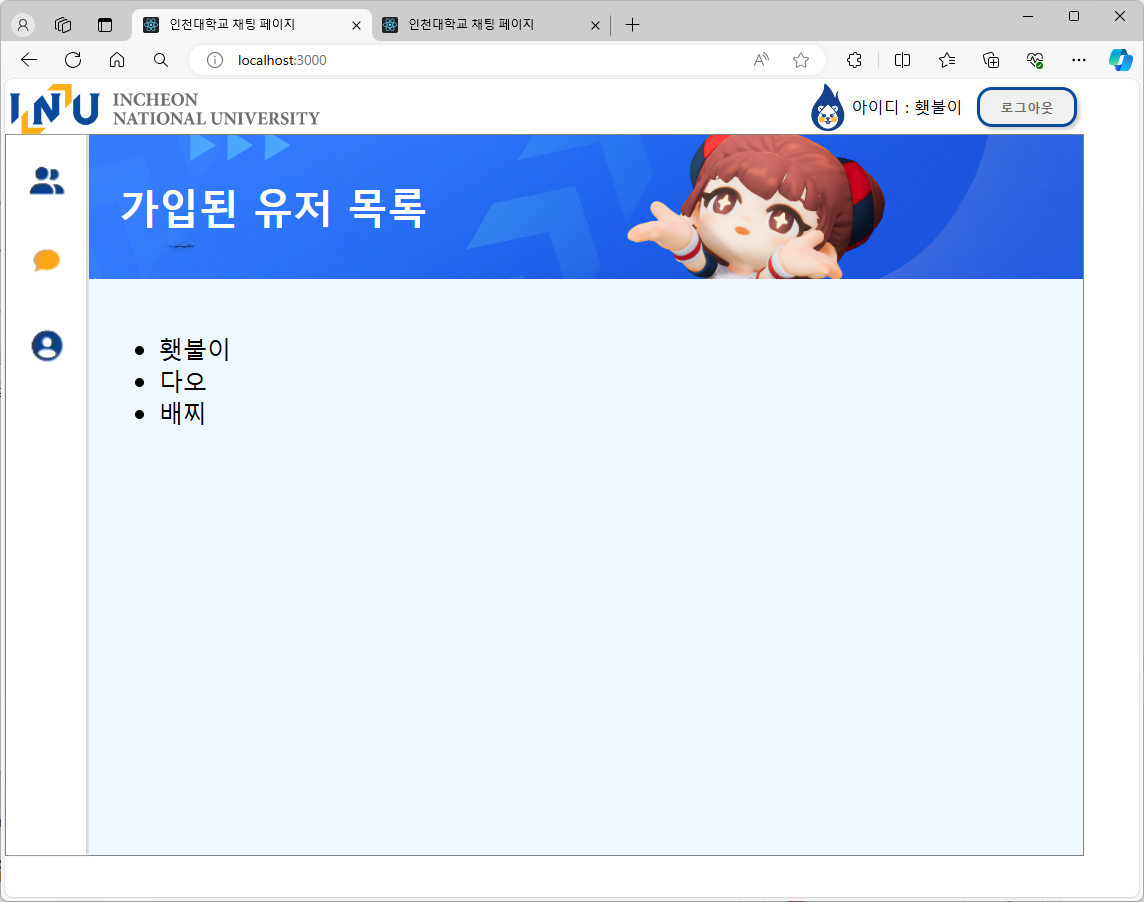 인천대학교 채팅 페이지
인천대학교 채팅 페이지
localhost:3000
INU INCHEON
NATIONAL UNIVERSITY
아이디 : 횃불이
로그아웃
가입된 유저 목록
• 횃불이
• 다오
• 배찌